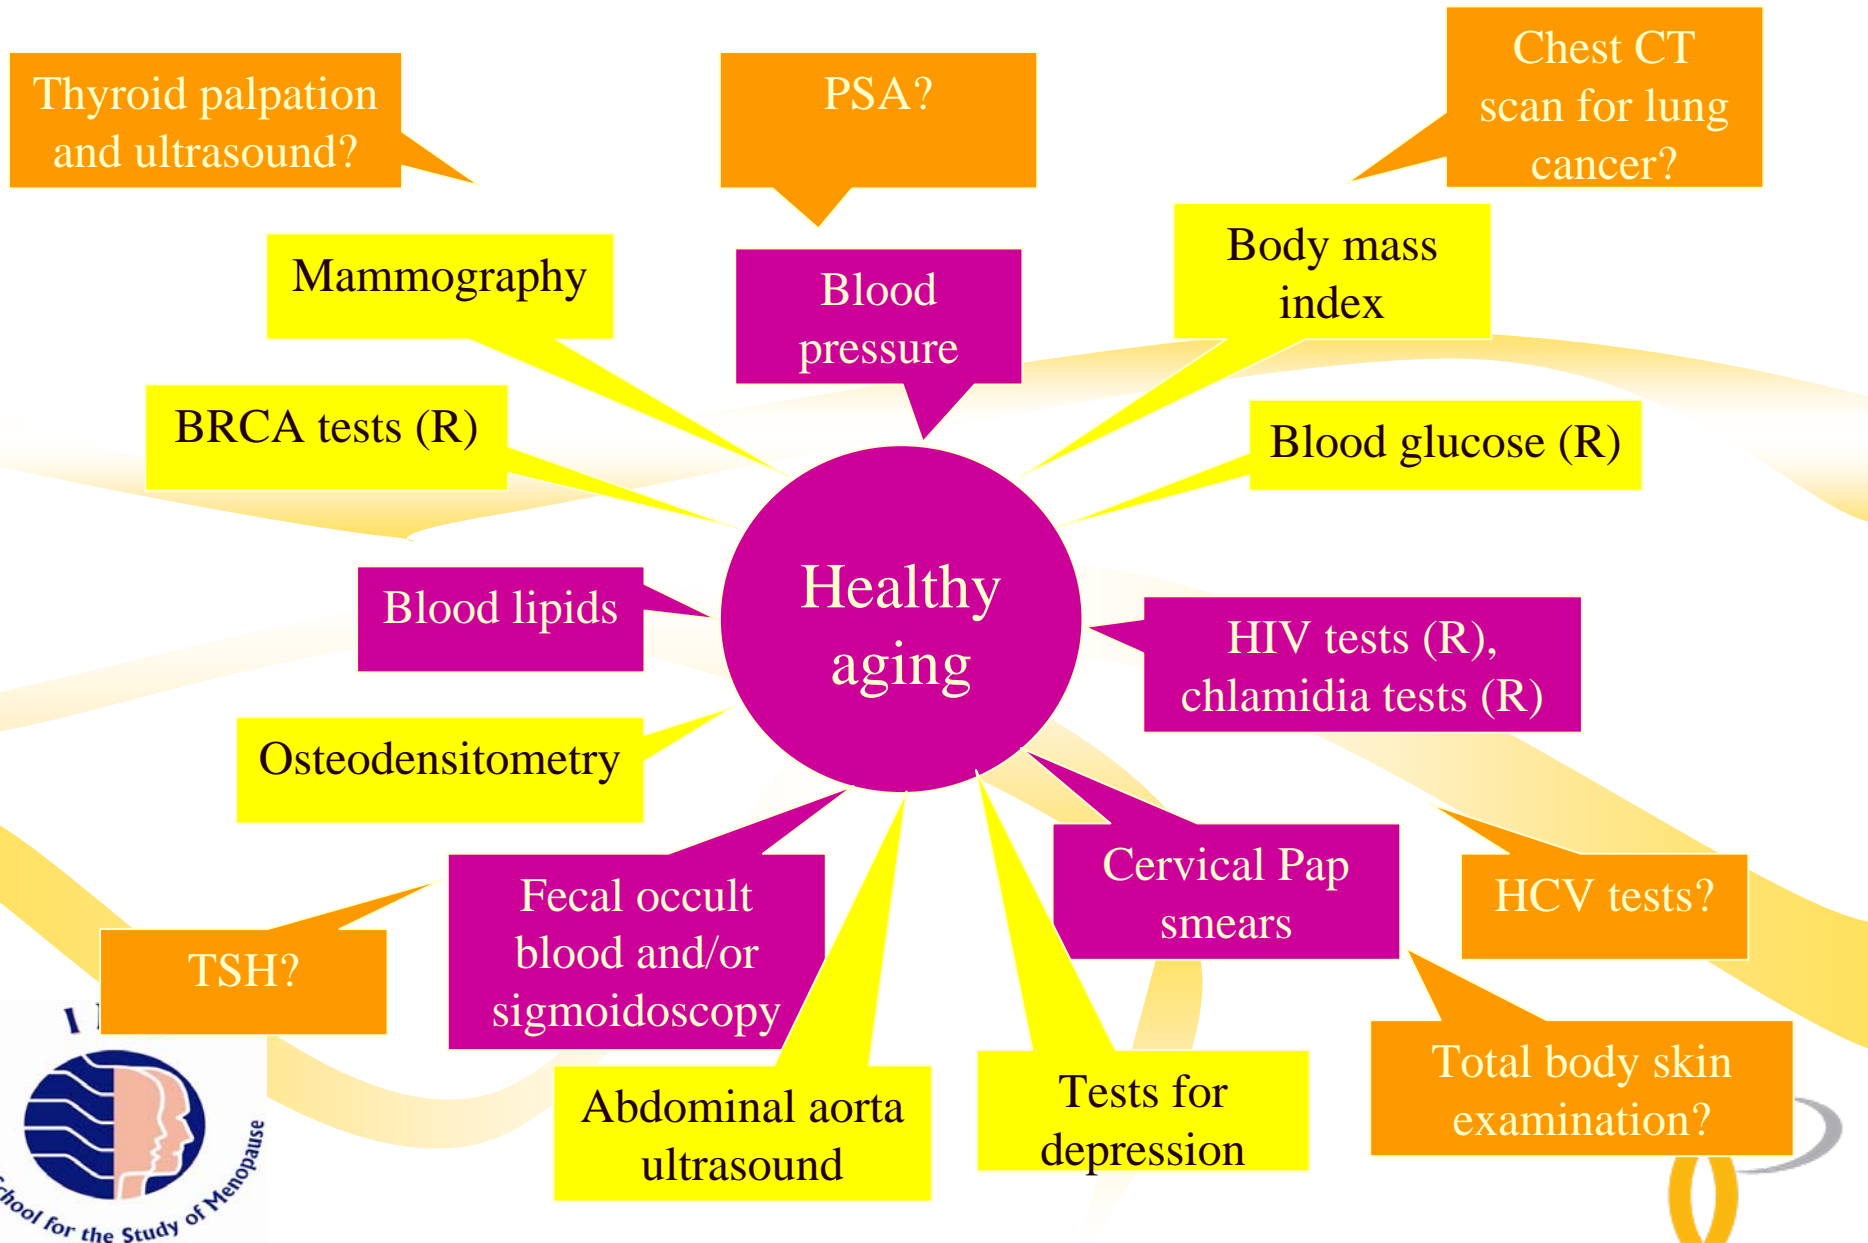 Thyroid palpation
and ultrasound?
PSA?
Chest CT
scan for lung
cancer?
Mammography
Blood
pressure
Body mass
index
BRCA tests (R)
Blood glucose (R)
Blood lipids
Healthy
aging
HIV tests (R),
chlamidia tests (R)
Osteodensitometry
Fecal occult
blood and/or
sigmoidoscopy
Cervical Pap
smears
HCV tests?
TSH?
Abdominal aorta
ultrasound
Tests for
depression
Total body skin
examination?
for the Study of Menopause